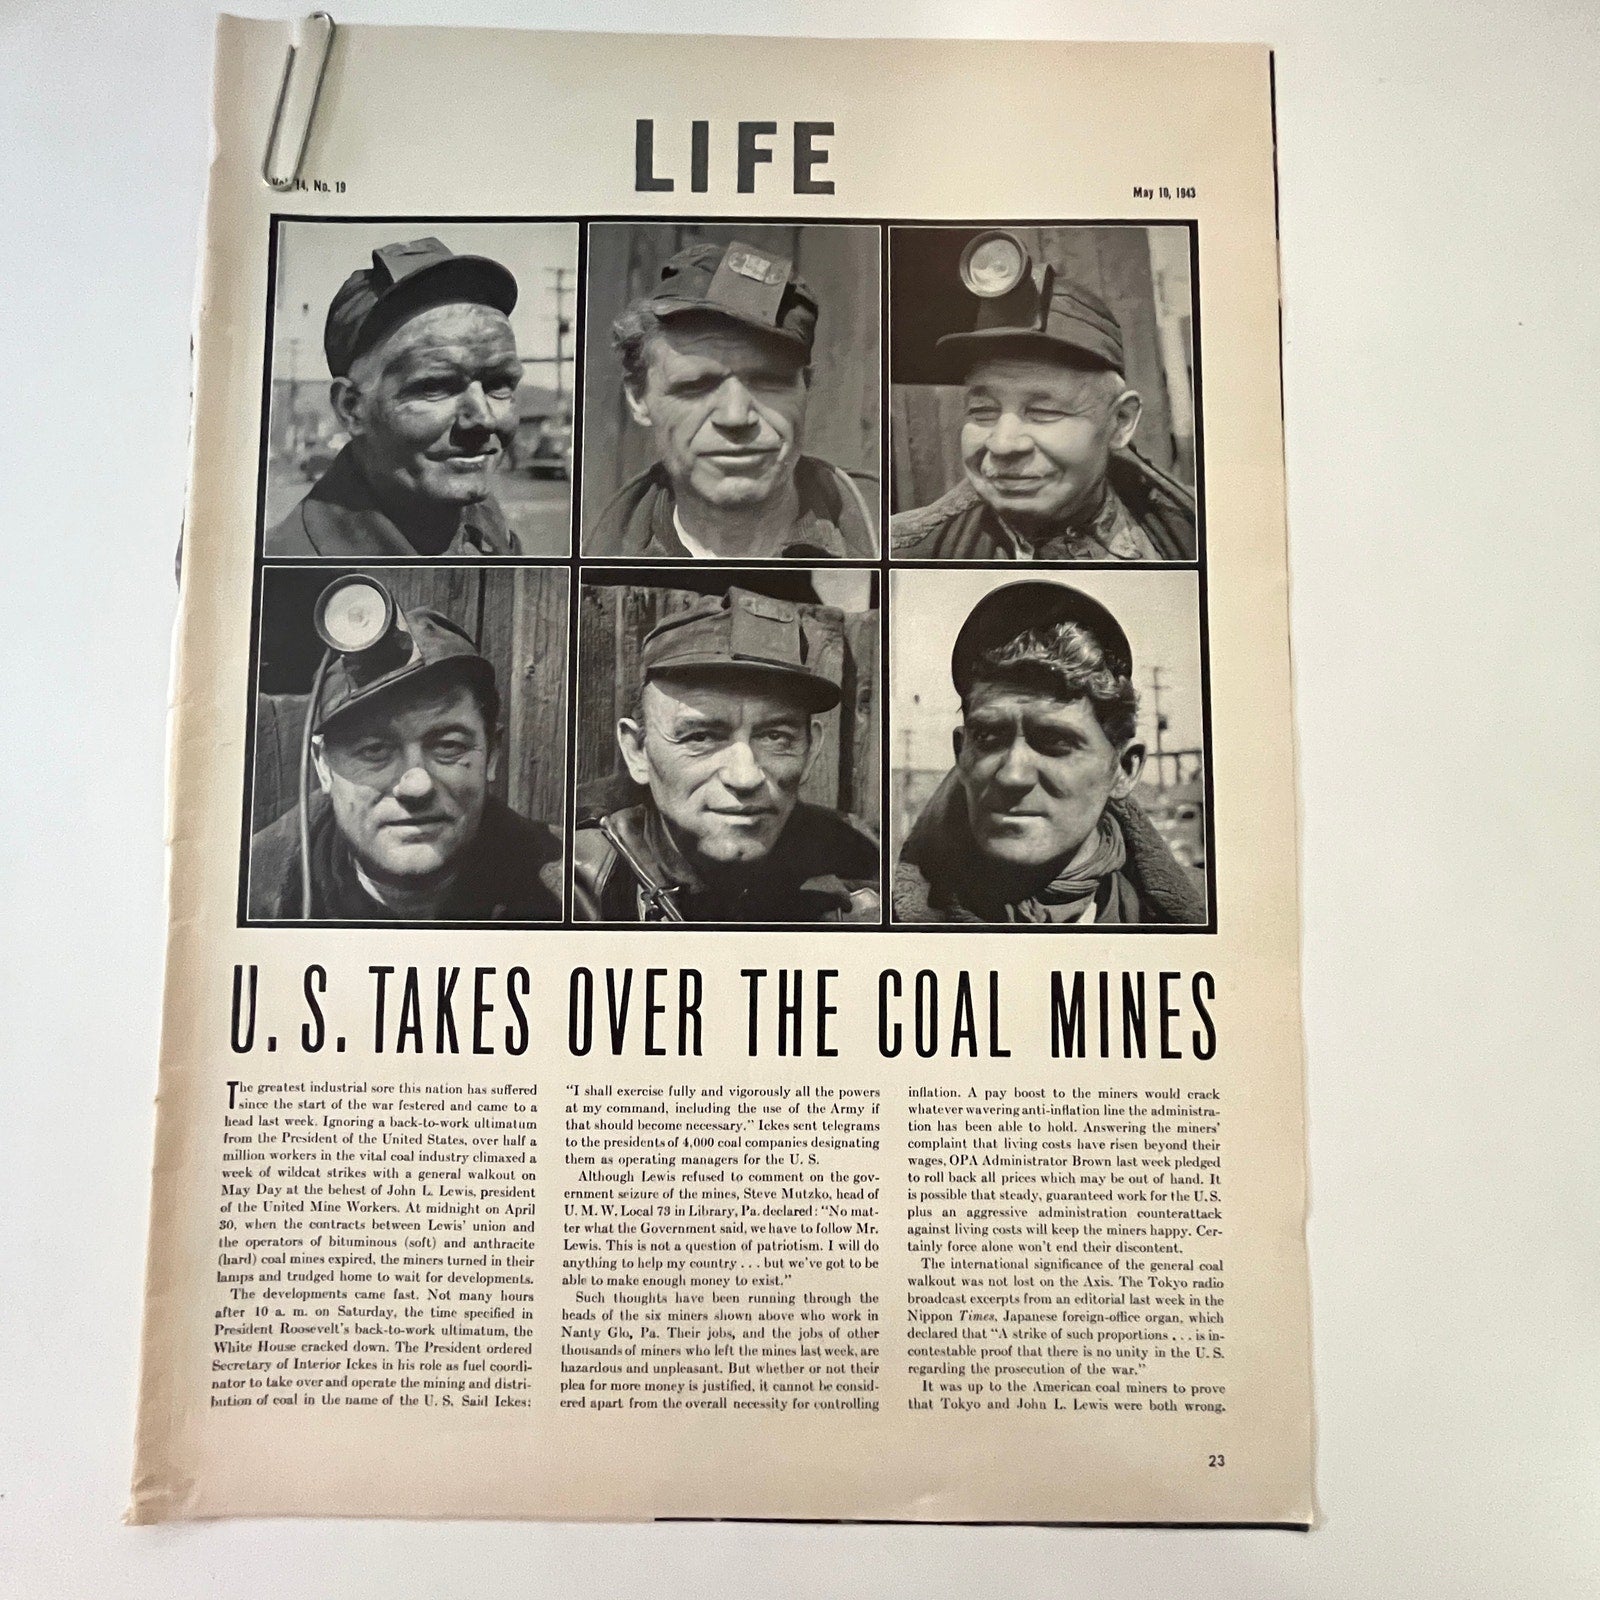 LIFE
Vol. 14, No. 19
May 10, 1943
U. S. TAKES OVER THE COAL MINES
The greatest industrial sore this nation has suffered
since the start of the war festered and came to a
head last week. Ignoring a back-to-work ultimatum
from the President of the United States, over half a
million workers in the vital coal industry climaxed a
week of wildcat strikes with a general walkout on
May Day at the behest of John L. Lewis, president
of the United Mine Workers. At midnight on April
30, when the contracts between Lewis' union and
the operators of bituminous (soft) and anthracite
(hard) coal mines expired, the miners turned in their
lamps and trudged home to wait for developments.
The developments came fast. Not many hours
after 10 a. m. on Saturday, the time specified in
President Roosevelt's back-to-work ultimatum, the
White House cracked down. The President ordered
Secretary of Interior Ickes in his role as fuel coordi-
nator to take over and operate the mining and distri-
bution of coal in the name of the U. S. Said Ickes:
"I shall exercise fully and vigorously all the powers
at my command, including the use of the Army if
that should become necessary." Ickes sent telegrams
to the presidents of 4,000 coal companies designating
them as operating managers for the U. S.
Although Lewis refused to comment on the gov-
ernment seizure of the mines, Steve Mutzko, head of
U. M. W. Local 73 in Library, Pa. declared: "No mat-
ter what the Government said, we have to follow Mr.
Lewis. This is not a question of patriotism. I will do
anything to help my country . . . but we've got to be
able to make enough money to exist."
Such thoughts have been running through the
heads of the six miners shown above who work in
Nanty Glo, Pa. Their jobs, and the jobs of other
thousands of miners who left the mines last week, are
hazardous and unpleasant. But whether or not their
plea for more money is justified, it cannot be consid-
ered apart from the overall necessity for controlling
inflation. A pay boost to the miners would crack
whatever wavering anti-inflation line the administra-
tion has been able to hold. Answering the miners'
complaint that living costs have risen beyond their
wages, OPA Administrator Brown last week pledged
to roll back all prices which may be out of hand. It
is possible that steady, guaranteed work for the U. S.
plus an aggressive administration counterattack
against living costs will keep the miners happy. Cer-
tainly force alone won't end their discontent.
The international significance of the general coal
walkout was not lost on the Axis. The Tokyo radio
broadcast excerpts from an editorial last week in the
Nippon Times, Japanese foreign-office organ, which
declared that "A strike of such proportions . . . is in-
contestable proof that there is no unity in the U. S.
regarding the prosecution of the war."
It was up to the American coal miners to prove
that Tokyo and John L. Lewis were both wrong.
23